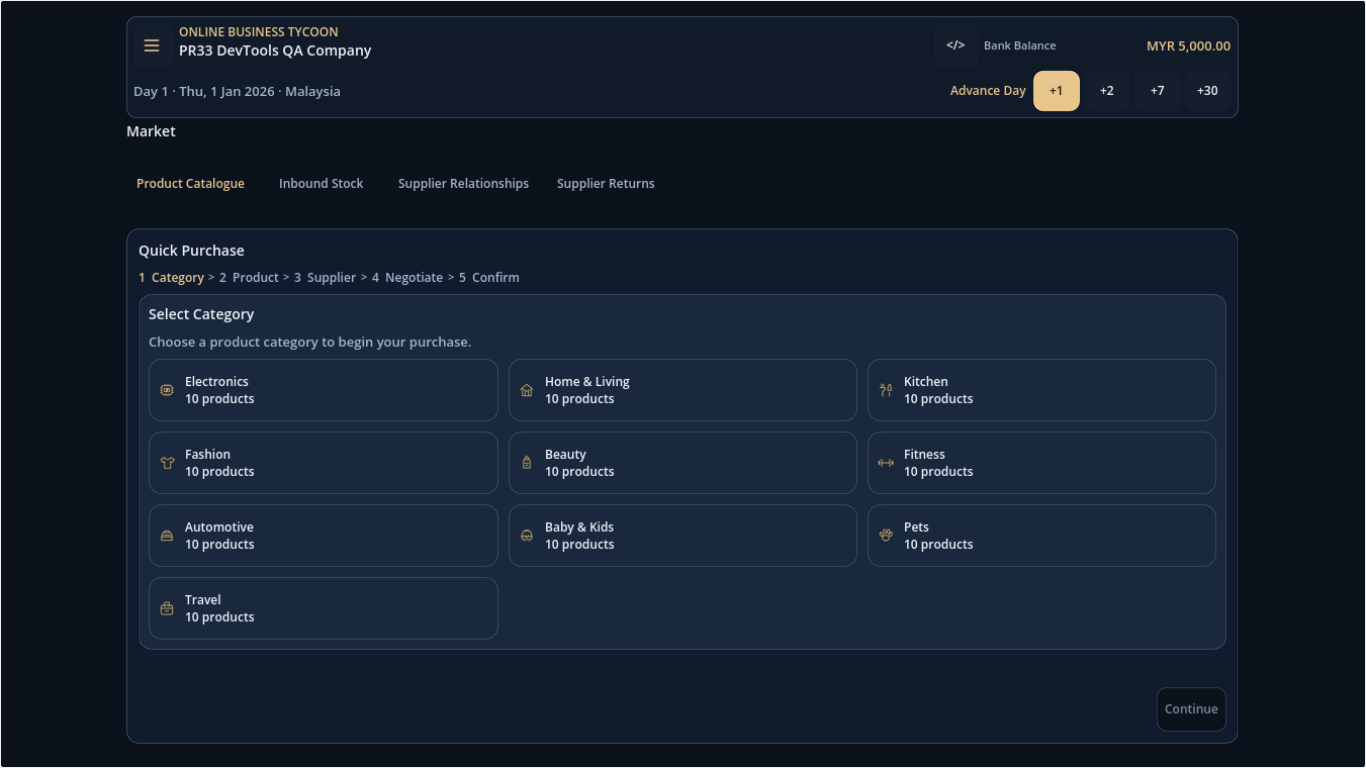 ONLINE BUSINESS TYCOON
PR33 DevTools QA Company
</> Bank Balance MYR 5,000.00
Day 1 · Thu, 1 Jan 2026 · Malaysia
Advance Day +1 +2 +7 +30
Market
Product Catalogue Inbound Stock Supplier Relationships Supplier Returns
Quick Purchase
1 Category > 2 Product > 3 Supplier > 4 Negotiate > 5 Confirm
Select Category
Choose a product category to begin your purchase.
Electronics
10 products
Home & Living
10 products
Kitchen
10 products
Fashion
10 products
Beauty
10 products
Fitness
10 products
Automotive
10 products
Baby & Kids
10 products
Pets
10 products
Travel
10 products
Continue